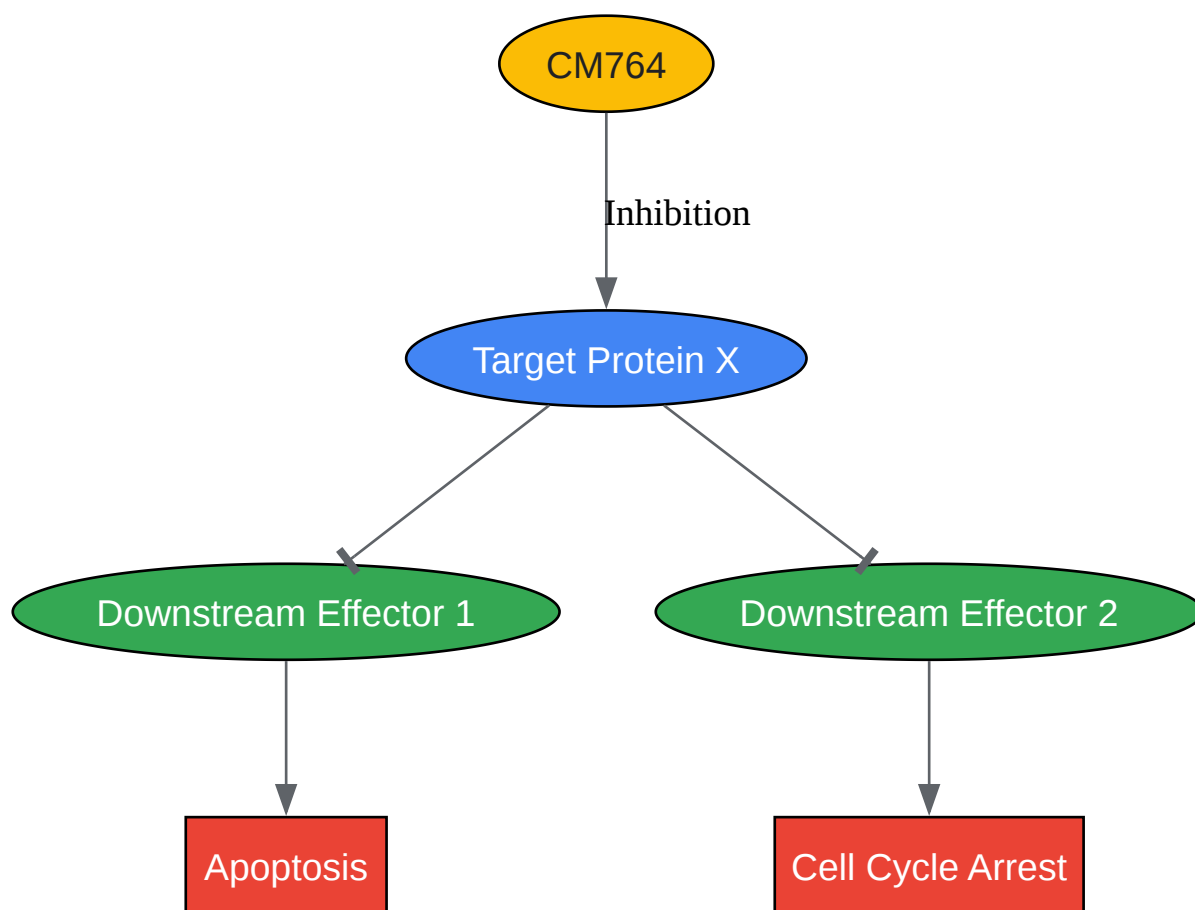 CM764
Inhibition
Target Protein X
Downstream Effector 1
Downstream Effector 2
Apoptosis
Cell Cycle Arrest